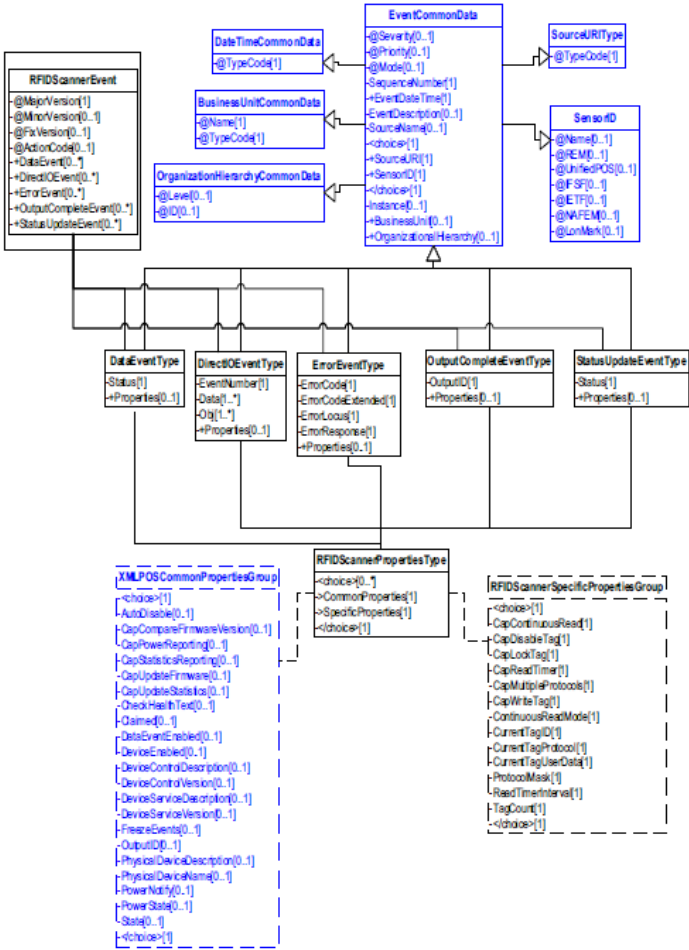 EventCommonData
-@Severity[0..1]
-@Priority[0..1]
-@Mode[0..1]
-SequenceNumber[1]
-+EventDateTime[1]
-EventDescription[0..1]
-SourceName[0..1]
-<choice>[1]
-+SourceURI[1]
-+SensorID[1]
-</choice>[1]
-Instance[0..1]
-+BusinessUnit[0..1]
-+OrganizationalHierarchy[0..1]
DateTimeCommonData
-@TypeCode[1]
SourceURIType
-@TypeCode[1]
RFIDScannerEvent
-@MajorVersion[1]
-@MinorVersion[0..1]
-@FixVersion[0..1]
-@ActionCode[0..1]
-+DataEvent[0..*]
-+DirectIOEvent[0..*]
-+ErrorEvent[0..*]
-+OutputCompleteEvent[0..*]
-+StatusUpdateEvent[0..*]
BusinessUnitCommonData
-@Name[1]
-@TypeCode[1]
SensorID
-@Name[0..1]
-@REM[0..1]
-@UnifiedPOS[0..1]
-@IFSF[0..1]
-@IETF[0..1]
-@NAFEM[0..1]
-@LonMark[0..1]
OrganizationHierarchyCommonData
-@Level[0..1]
-@ID[0..1]
DataEventType
-Status[1]
-+Properties[0..1]
DirectIOEventType
-EventNumber[1]
-Data[1..*]
-Obj[1..*]
-+Properties[0..1]
ErrorEventType
-ErrorCode[1]
-ErrorCodeExtended[1]
-ErrorLocus[1]
-ErrorResponse[1]
-+Properties[0..1]
OutputCompleteEventType
-OutputID[1]
-+Properties[0..1]
StatusUpdateEventType
-Status[1]
-+Properties[0..1]
RFIDScannerPropertiesType
-<choice>[0..*]
->CommonProperties[1]
->SpecificProperties[1]
-</choice>[1]
XMLPOSCommonPropertiesGroup
-<choice>[1]
-AutoDisable[0..1]
-CapCompareFirmwareVersion[0..1]
-CapPowerReporting[0..1]
-CapStatisticsReporting[0..1]
-CapUpdateFirmware[0..1]
-CapUpdateStatistics[0..1]
-CheckHealthText[0..1]
-Claimed[0..1]
-DataEventEnabled[0..1]
-DeviceEnabled[0..1]
-DeviceControlDescription[0..1]
-DeviceControlVersion[0..1]
-DeviceServiceDescription[0..1]
-DeviceServiceVersion[0..1]
-FreezeEvents[0..1]
-OutputID[0..1]
-PhysicalDeviceDescription[0..1]
-PhysicalDeviceName[0..1]
-PowerNotify[0..1]
-PowerState[0..1]
-State[0..1]
-</choice>[1]
RFIDScannerSpecificPropertiesGroup
-<choice>[1]
-CapContinuousRead[1]
-CapDisableTag[1]
-CapLockTag[1]
-CapReadTimer[1]
-CapMultipleProtocols[1]
-CapWriteTag[1]
-ContinuousReadMode[1]
-CurrentTagID[1]
-CurrentTagProtocol[1]
-CurrentTagUserData[1]
-ProtocolMask[1]
-ReadTimerInterval[1]
-TagCount[1]
-</choice>[1]